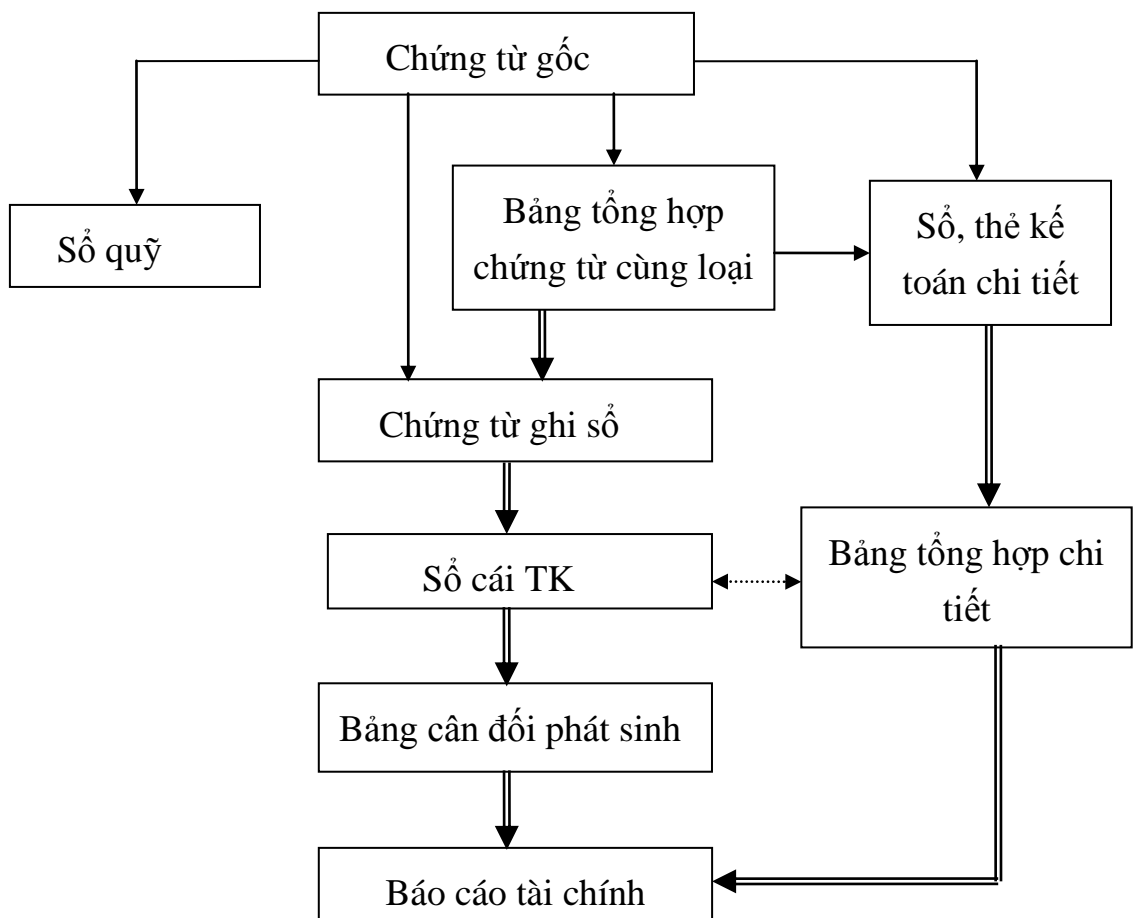 Chứng từ gốc
Bảng tổng hợp
chứng từ cùng loại
Sổ, thẻ kế
toán chi tiết
Sổ quỹ
Chứng từ ghi sổ
Sổ cái TK
Bảng tổng hợp chi
tiết
Bảng cân đối phát sinh
Báo cáo tài chính